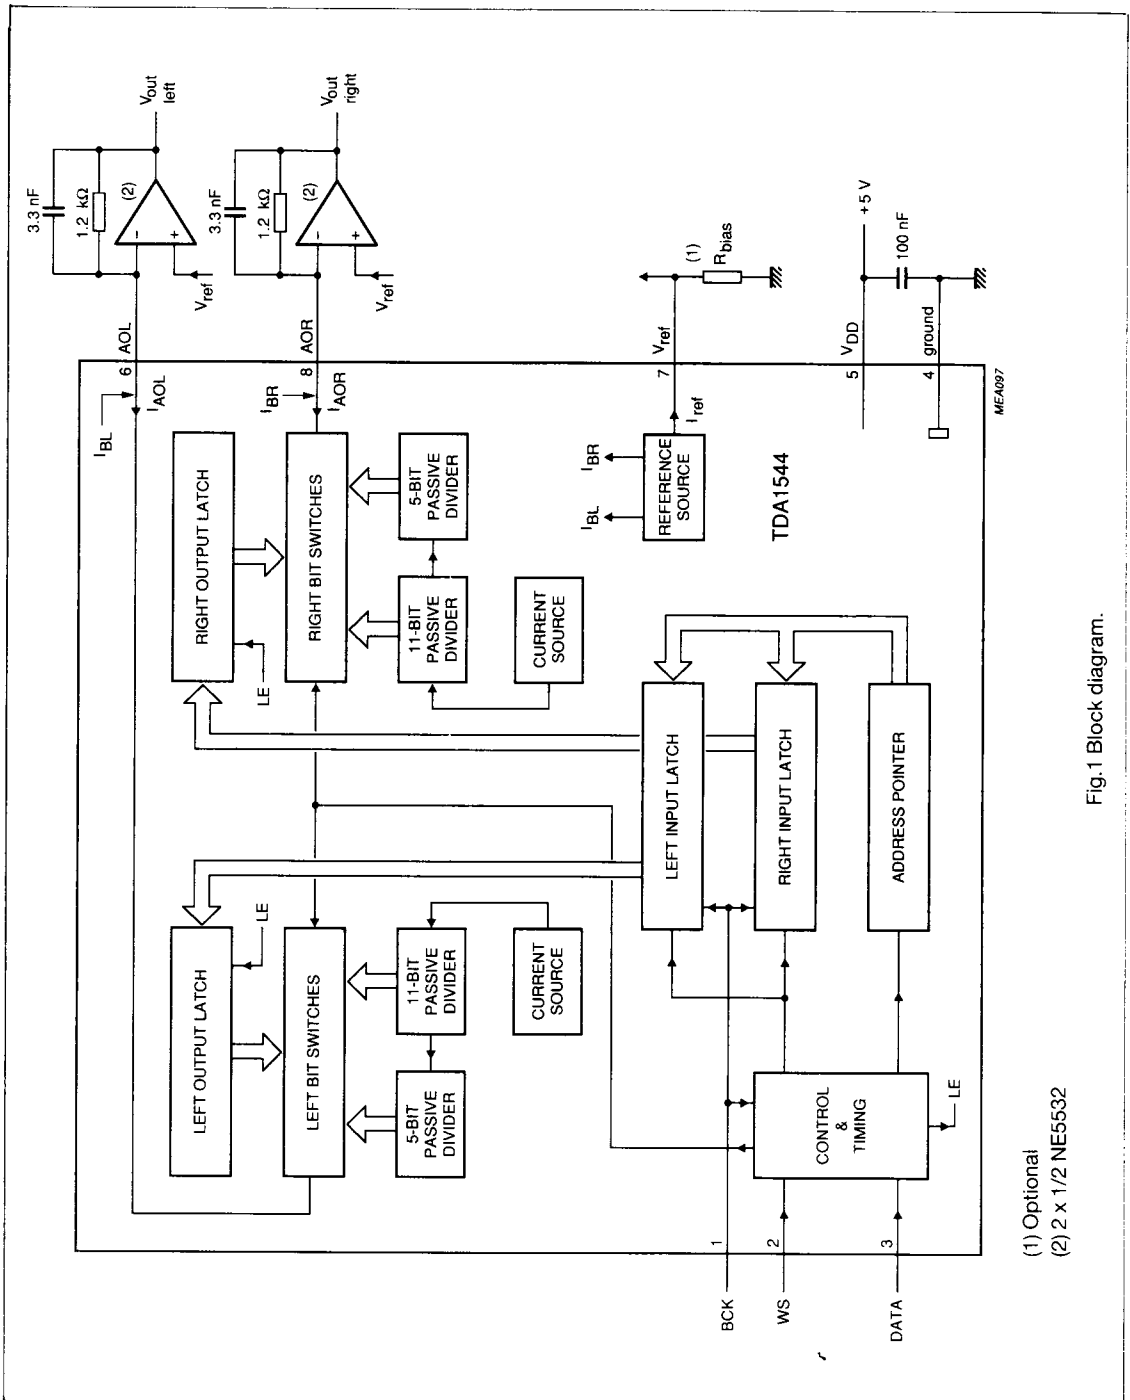 3.3 nF
1.2 kΩ
(2)
Vout
left
Vref
3.3 nF
1.2 kΩ
(2)
Vout
right
Vref
IBL
6
AOL
IAOL
IBR
8
AOR
IAOR
LEFT OUTPUT LATCH
LE
RIGHT OUTPUT LATCH
LE
LEFT BIT SWITCHES
RIGHT BIT SWITCHES
5-BIT
PASSIVE
DIVIDER
11-BIT
PASSIVE
DIVIDER
11-BIT
PASSIVE
DIVIDER
5-BIT
PASSIVE
DIVIDER
CURRENT
SOURCE
CURRENT
SOURCE
IBL
IBR
REFERENCE
SOURCE
Iref
7
Vref
(1)
Rbias
TDA1544
LEFT INPUT LATCH
RIGHT INPUT LATCH
ADDRESS POINTER
CONTROL
&
TIMING
LE
BCK
1
WS
2
DATA
3
5
VDD
+5 V
100 nF
4
ground
MEA097
(1) Optional
(2) 2 x 1/2 NE5532
Fig.1 Block diagram.